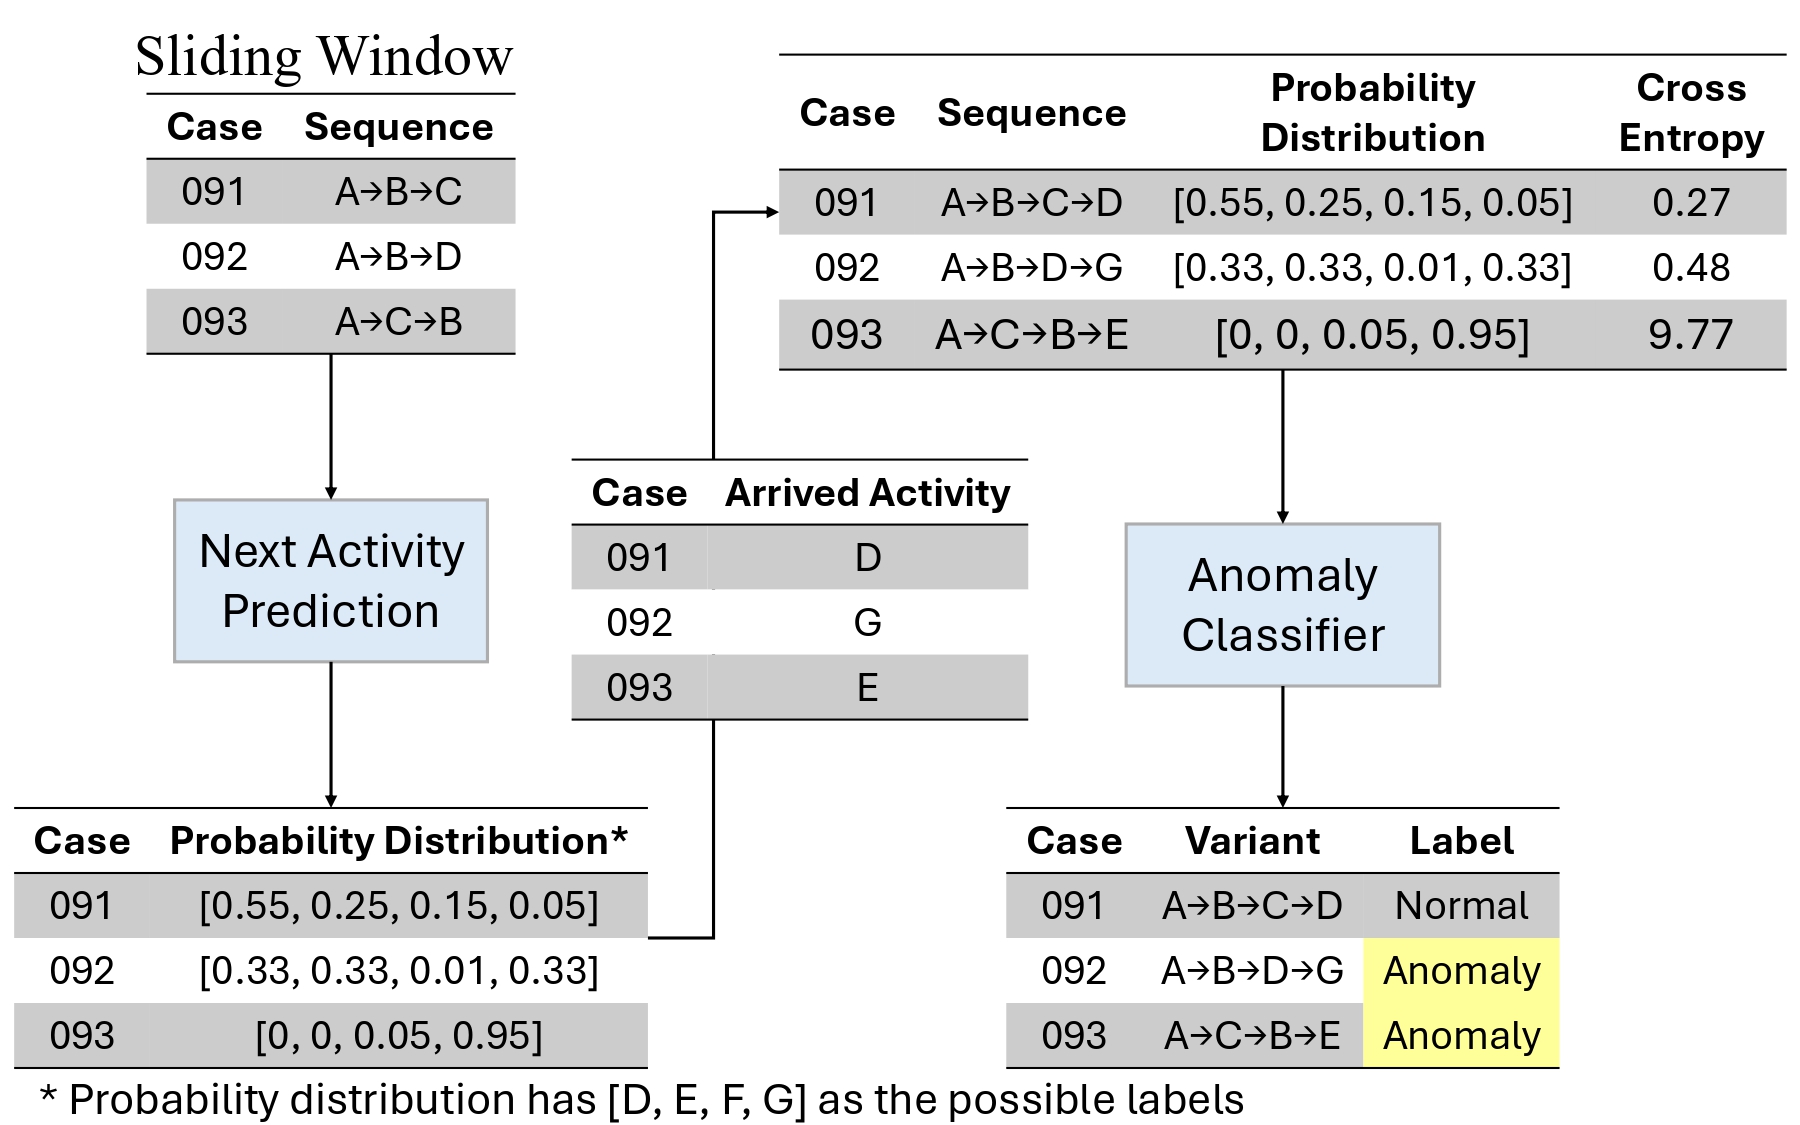 Sliding Window
Case Sequence
091 A→B→C
092 A→B→D
093 A→C→B
Next Activity
Prediction
Case Probability Distribution*
091 [0.55, 0.25, 0.15, 0.05]
092 [0.33, 0.33, 0.01, 0.33]
093 [0, 0, 0.05, 0.95]
Case Arrived Activity
091 D
092 G
093 E
Case Sequence Probability Distribution Cross Entropy
091 A→B→C→D [0.55, 0.25, 0.15, 0.05] 0.27
092 A→B→D→G [0.33, 0.33, 0.01, 0.33] 0.48
093 A→C→B→E [0, 0, 0.05, 0.95] 9.77
Anomaly
Classifier
Case Variant Label
091 A→B→C→D Normal
092 A→B→D→G Anomaly
093 A→C→B→E Anomaly
* Probability distribution has [D, E, F, G] as the possible labels